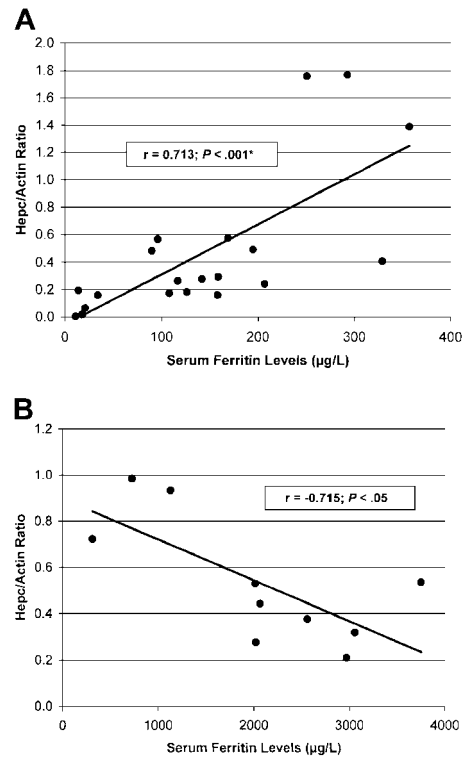 A
2.0
1.8
1.6
1.4
1.2
1.0
0.8
0.6
0.4
0.2
0.0
Hepc/Actin Ratio
r = 0.713; P < .001*
0 100 200 300 400
Serum Ferritin Levels (µg/L)
B
1.2
1.0
0.8
0.6
0.4
0.2
0.0
Hepc/Actin Ratio
r = -0.715; P < .05
0 1000 2000 3000 4000
Serum Ferritin Levels (µg/L)